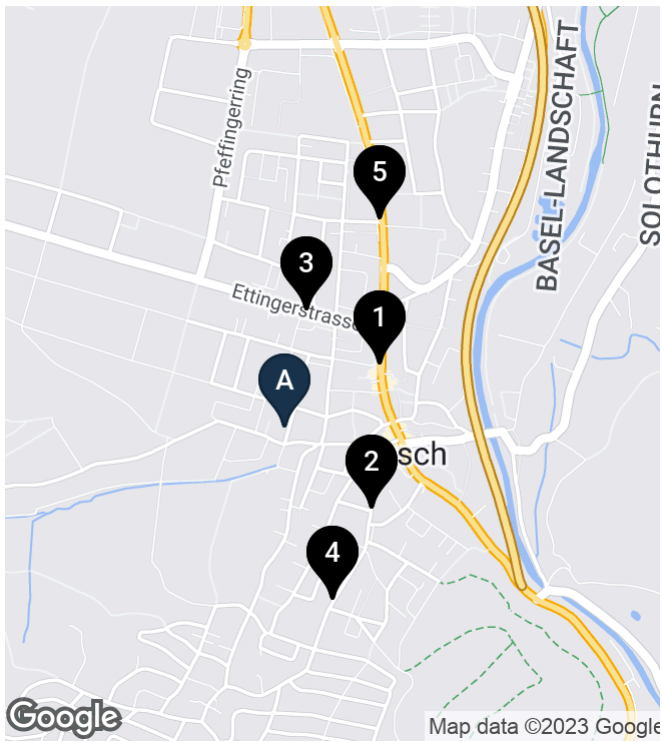 Pfeffingerring
BASEL-LANDSCHAFT
SOLOTHURN
5
3
Ettingerstrasse
1
A
sch
2
4
Google
Map data ©2023 Google